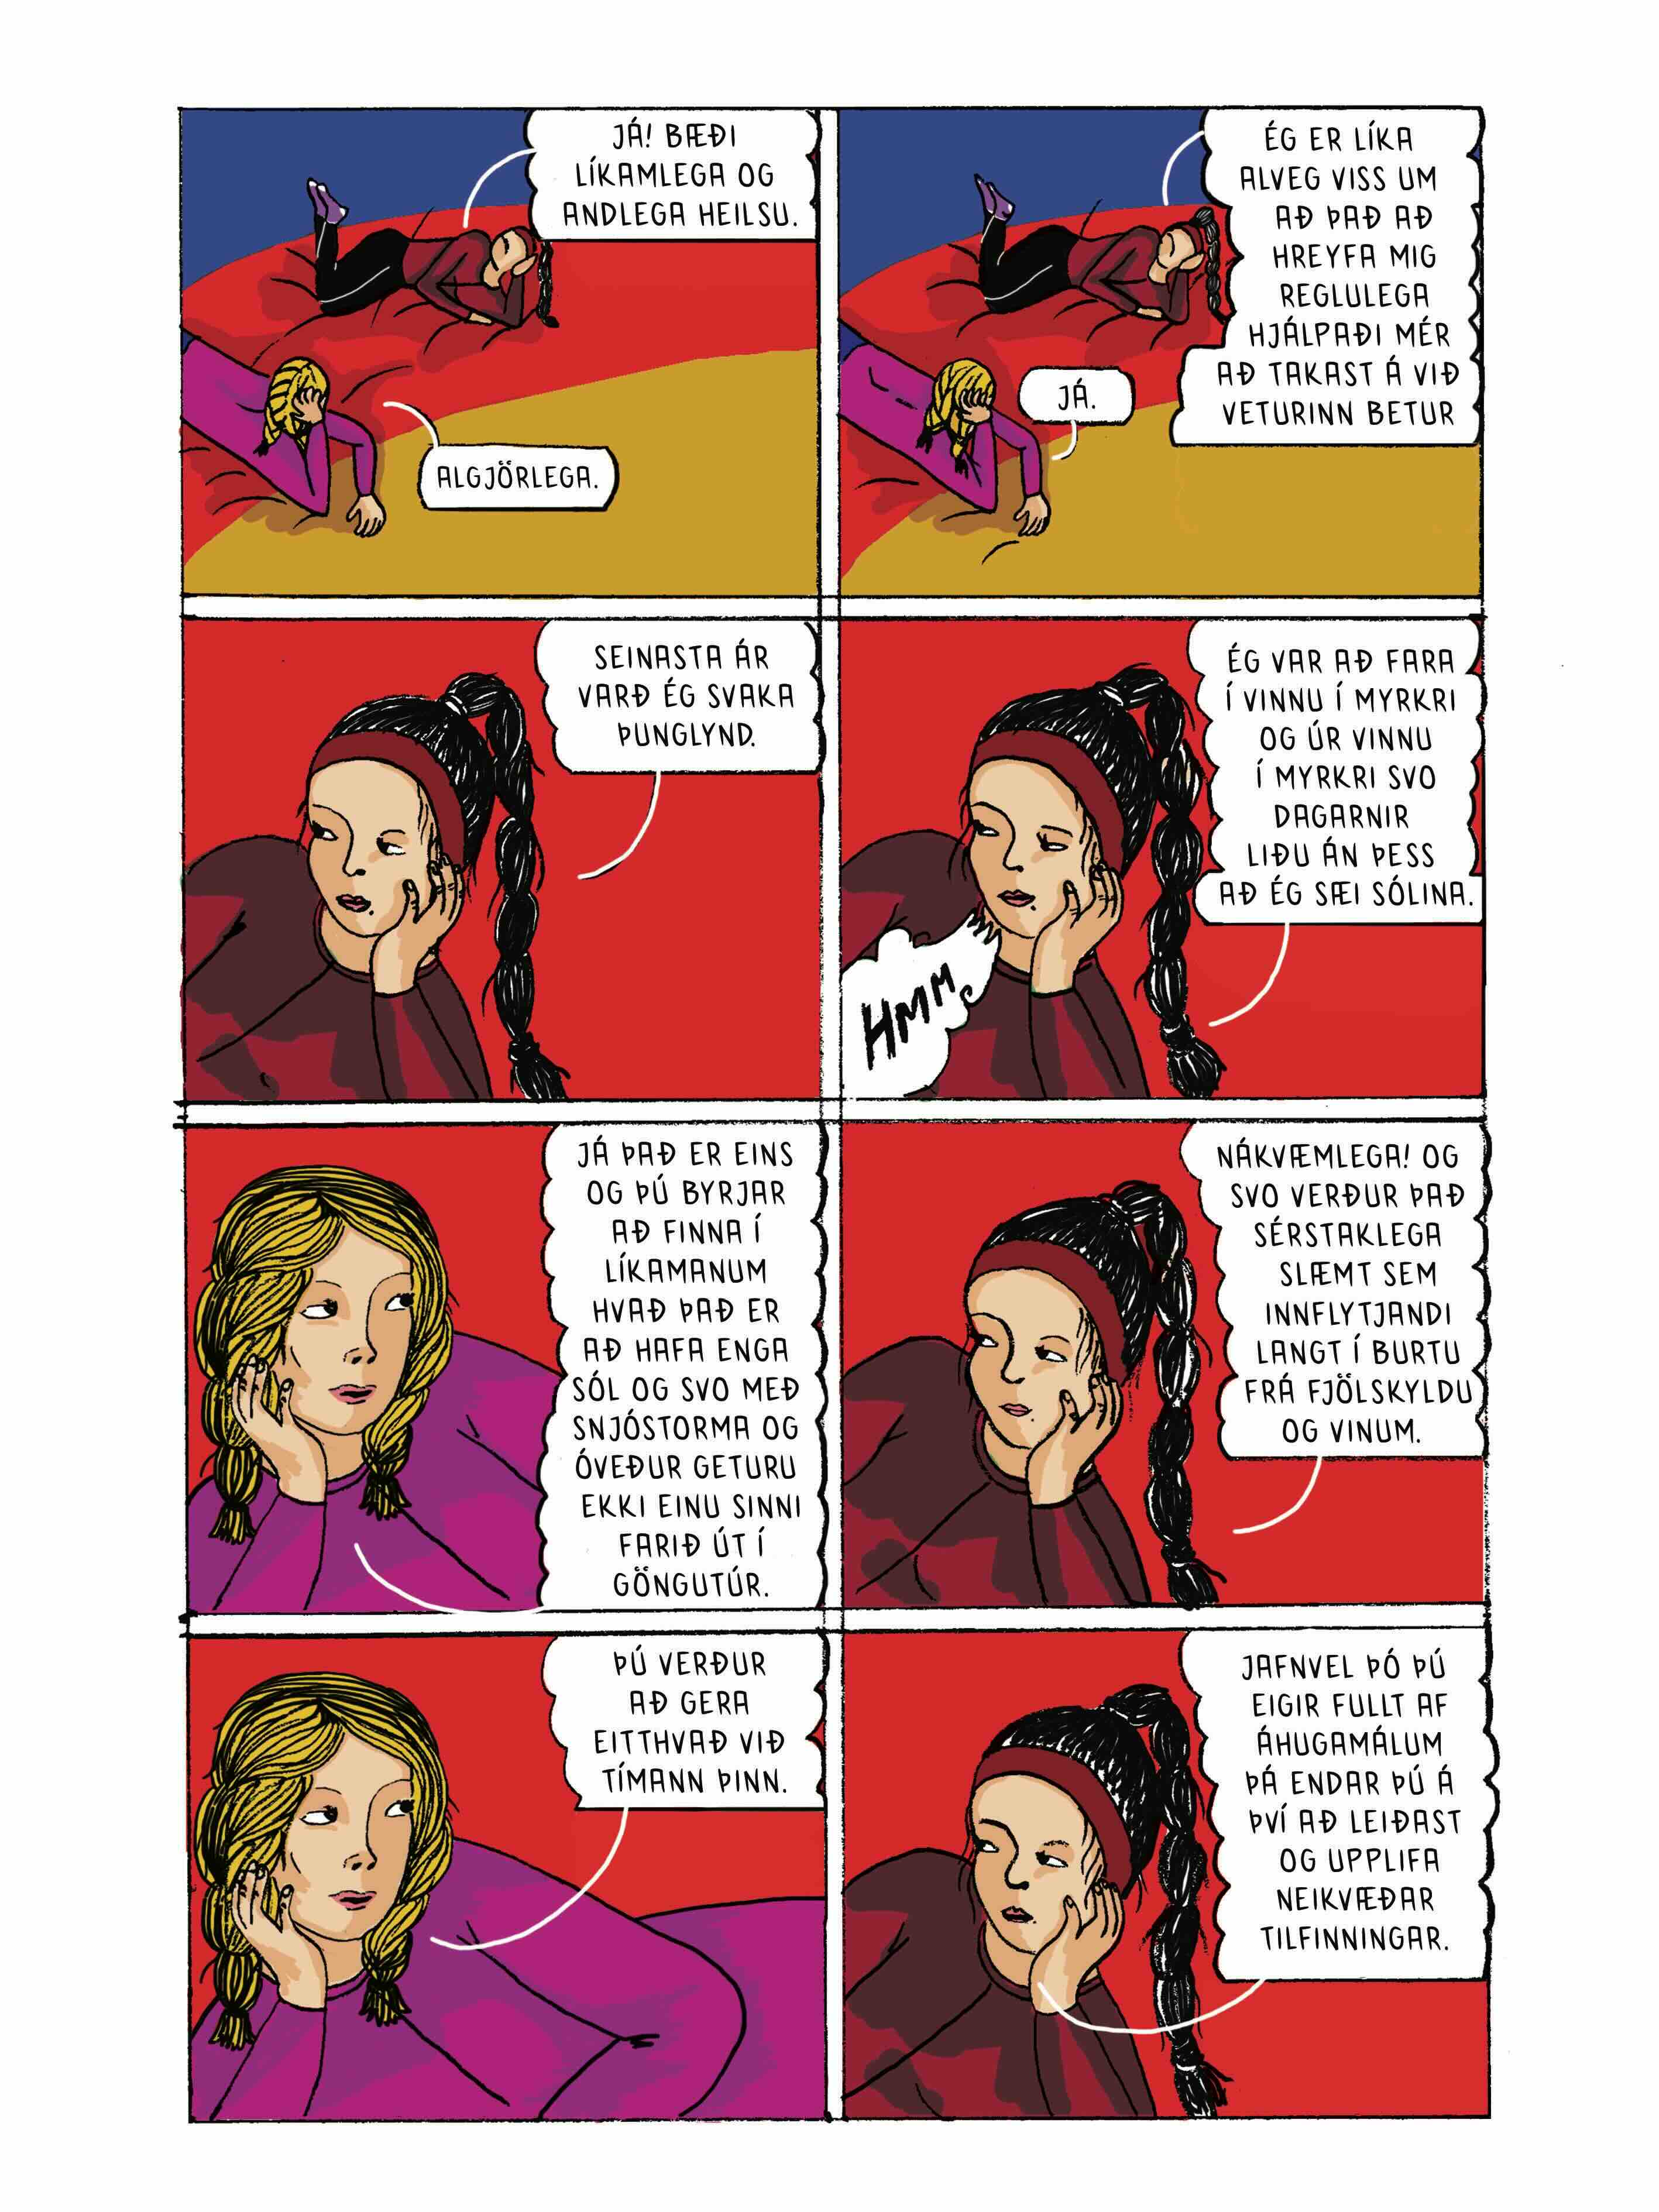 JÁ! BÆÐI
LÍKAMLEGA OG
ANDLEGA HEILSU.
ALGJÖRLEGA.
ÉG ER LÍKA
ALVEG VISS UM
AÐ ÞAÐ AÐ
HREYFA MIG
REGLULEGA
HJÁLPAÐI MÉR
AÐ TAKAST Á VIÐ
VETURINN BETUR
JÁ.
SEINASTA ÁR
VARÐ ÉG SVAKA
ÞUNGLYND.
ÉG VAR AÐ FARA
Í VINNU Í MYRKRI
OG ÚR VINNU
Í MYRKRI SVO
DAGARNIR
LIÐU ÁN ÞESS
AÐ ÉG SÆI SÓLINA.
HMM
JÁ ÞAÐ ER EINS
OG ÞÚ BYRJAR
AÐ FINNA Í
LÍKAMANUM
HVAÐ ÞAÐ ER
AÐ HAFA ENGA
SÓL OG SVO MEÐ
SNJÓSTORMA OG
ÓVEÐUR GETURU
EKKI EINU SINNI
FARIÐ ÚT Í
GÖNGUTÚR.
NÁKVÆMLEGA! OG
SVO VERÐUR ÞAÐ
SÉRSTAKLEGA
SLÆMT SEM
INNFLYTJANDI
LANGT Í BURTU
FRÁ FJÖLSKYLDU
OG VINUM.
ÞÚ VERÐUR
AÐ GERA
EITTHVAÐ VIÐ
TÍMANN ÞINN.
JAFNVEL ÞÓ ÞÚ
EIGIR FULLT AF
ÁHUGAMÁLUM
ÞÁ ENDAR ÞÚ Á
ÞVÍ AÐ LEIÐAST
OG UPPLIFA
NEIKVÆÐAR
TILFINNINGAR.